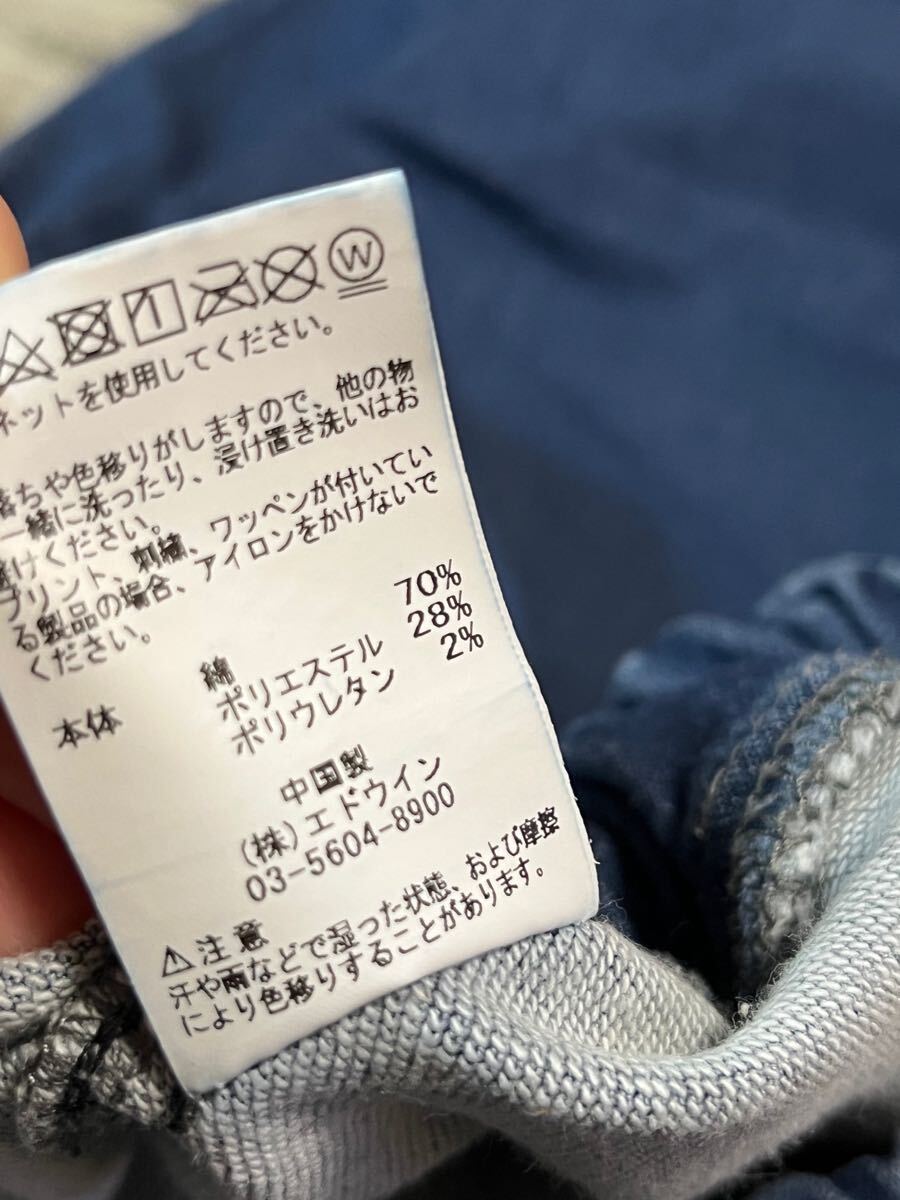 W
ネットを使用してください。
落ちや色移りがしますので、他の物
一緒に洗ったり、浸け置き洗いはお
避けください。
プリント、刺繍、ワッペンが付いてい
る製品の場合、アイロンをかけないで
ください。
本体 綿 70%
ポリエステル 28%
ポリウレタン 2%
中国製
(株)エドウイン
03-5604-8900
⚠注意
汗や雨などで湿った状態、および摩擦
により色移りすることがあります。